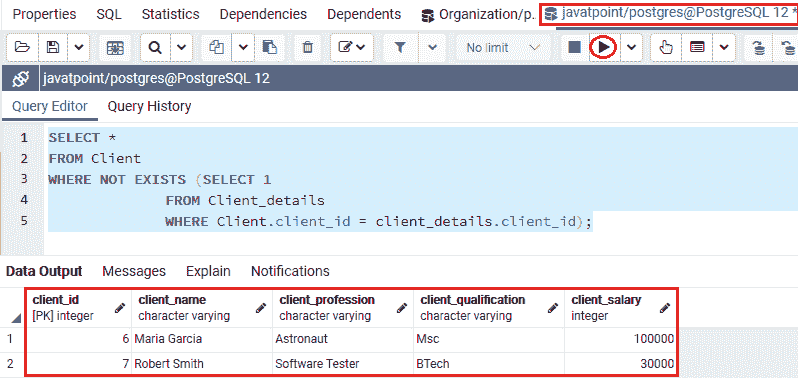 Properties SQL Statistics Dependencies Dependents Organization/p.. javatpoint/postgres@PostgreSQL 12 *
No limit
javatpoint/postgres@PostgreSQL 12
Query Editor Query History
1 SELECT *
2 FROM Client
3 WHERE NOT EXISTS (SELECT 1
4 FROM Client_details
5 WHERE Client.client_id = client_details.client_id);
Data Output Messages Explain Notifications
client_id client_name client_profession client_qualification client_salary
[PK] integer character varying character varying character varying integer
1 6 Maria Garcia Astronaut Msc 100000
2 7 Robert Smith Software Tester BTech 30000